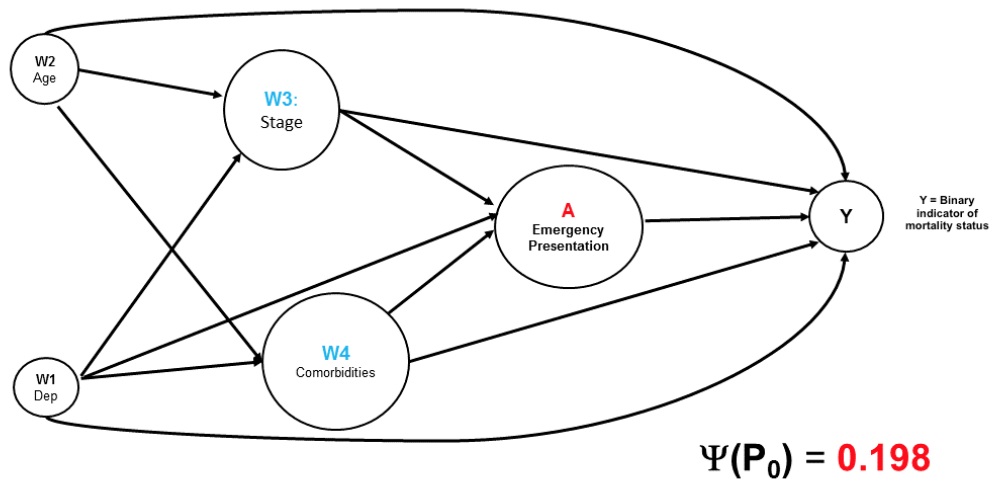 W2
Age
W3:
Stage
A
Emergency
Presentation
Y
Y = Binary
indicator of
mortality status
W4
Comorbidities
W1
Dep
Ψ(P₀) = 0.198